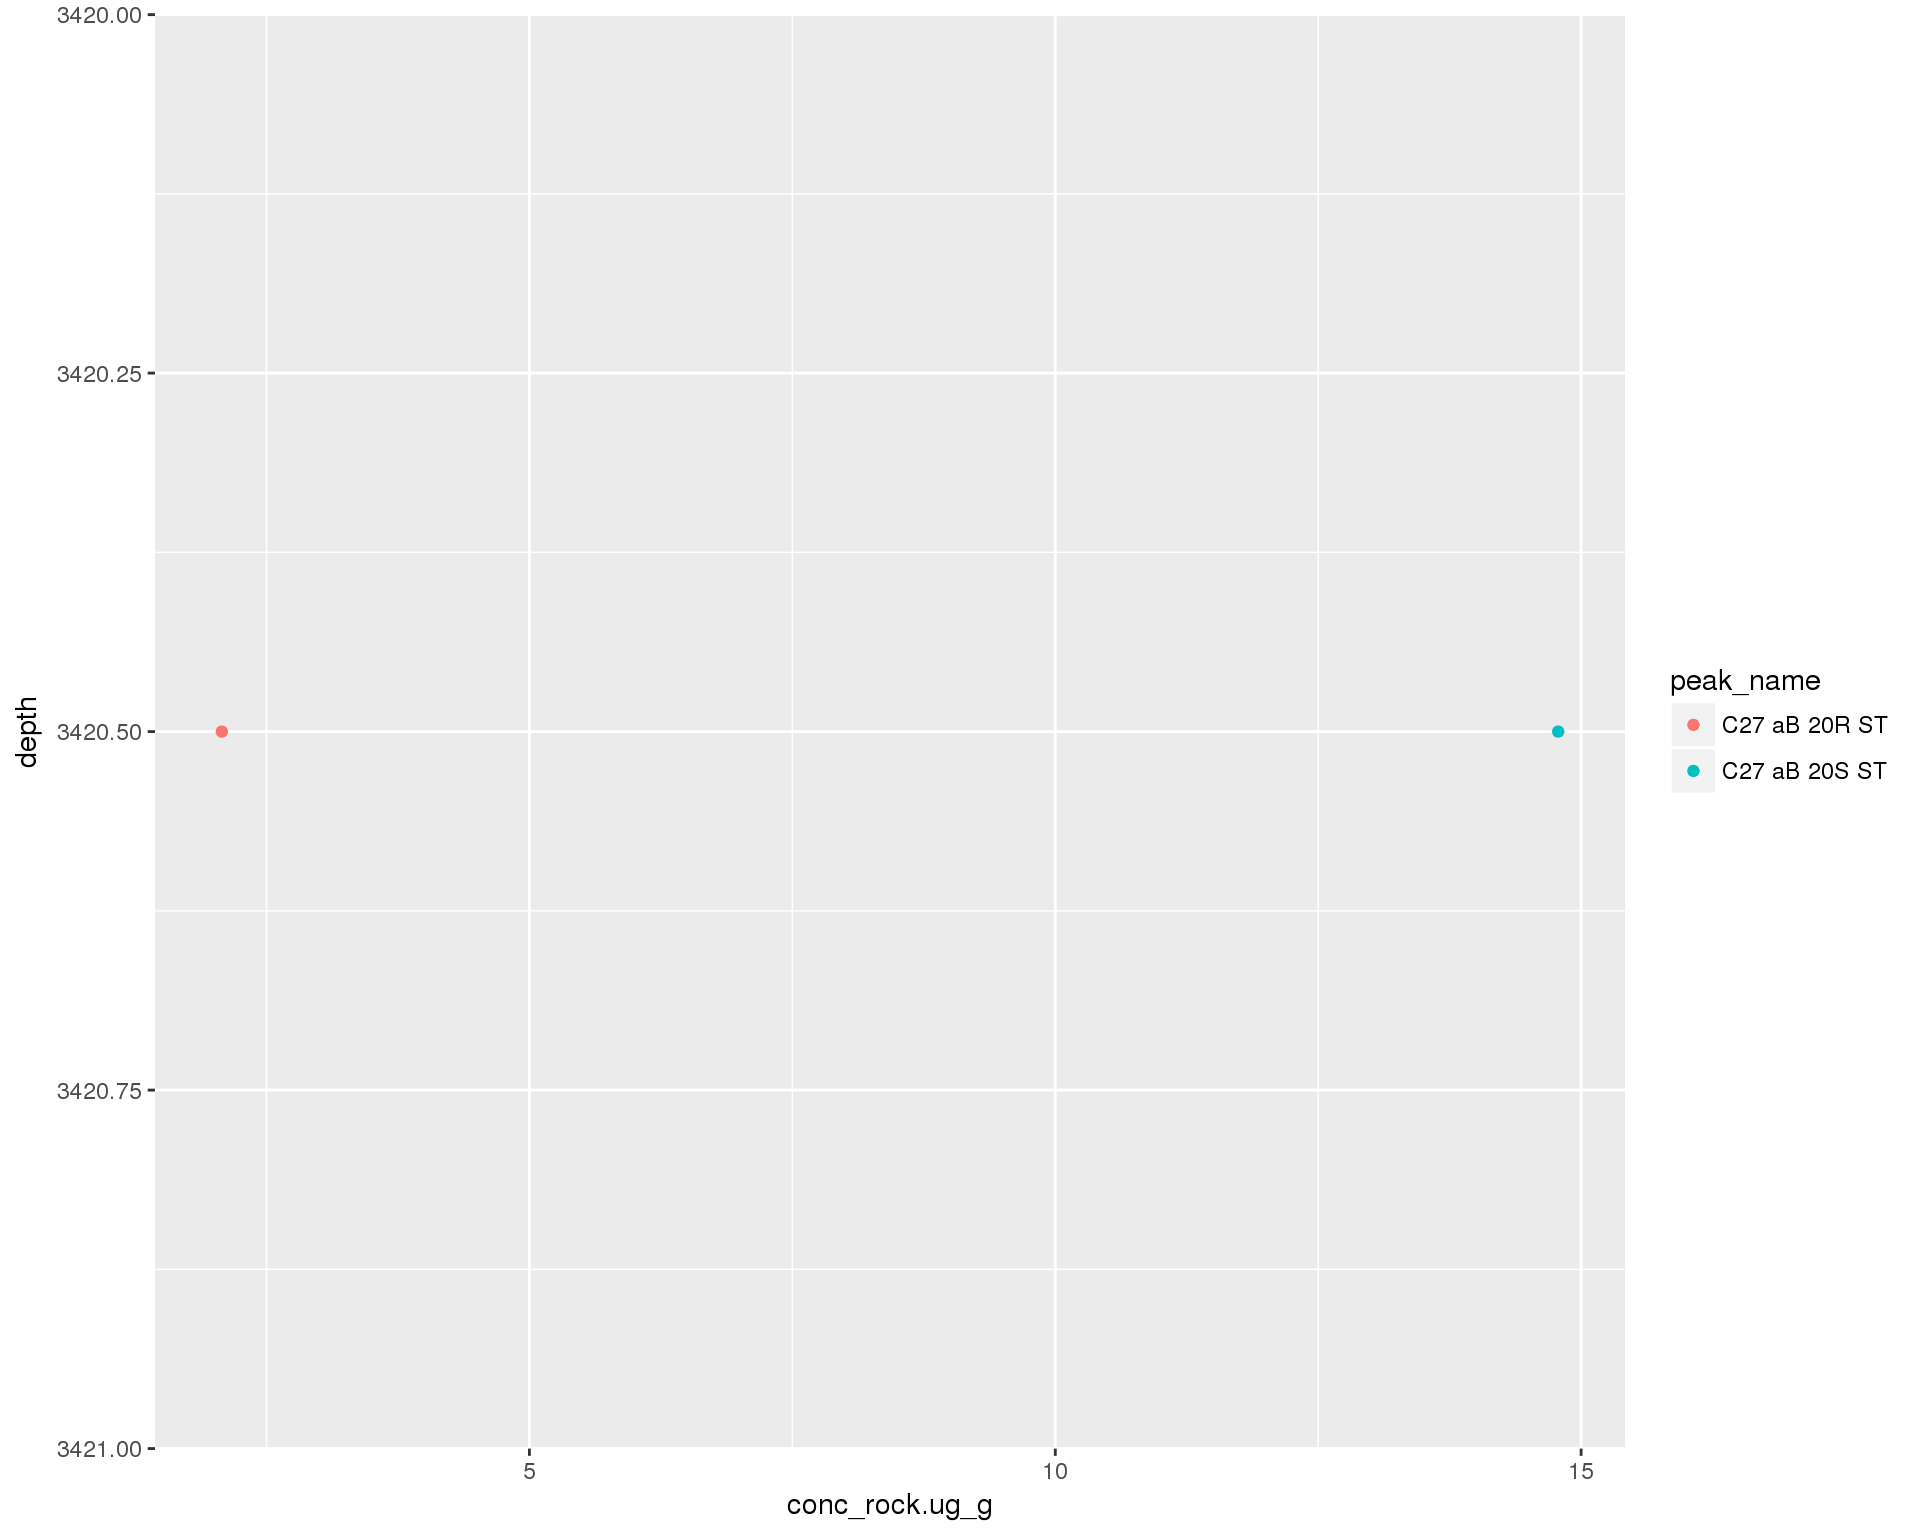 3420.00
3420.25
3420.50
3420.75
3421.00
depth
5
10
15
conc_rock.ug_g
peak_name
C27 aB 20R ST
C27 aB 20S ST